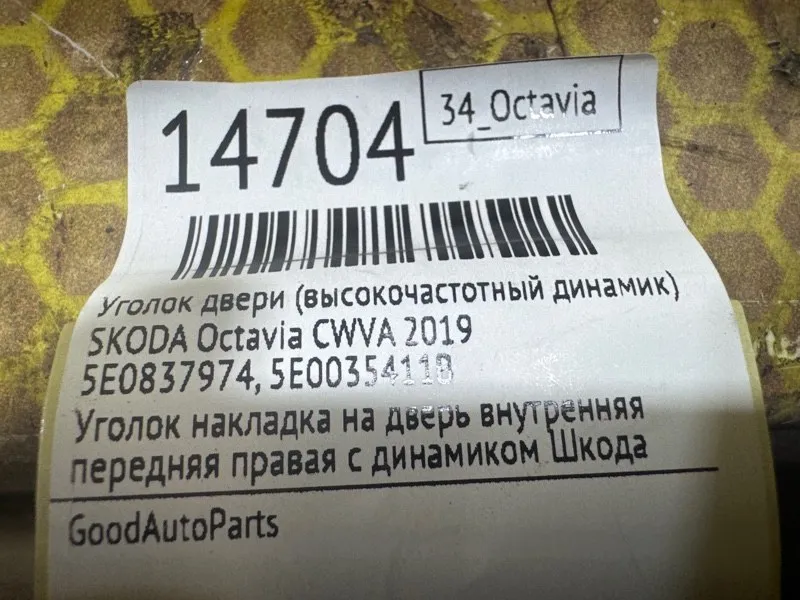 14704
34_Octavia
Уголок двери (высокочастотный динамик)
SKODA Octavia CWVA 2019
5E0837974, 5E0035411B
Уголок накладка на дверь внутренняя
передняя правая с динамиком Шкода
GoodAutoParts